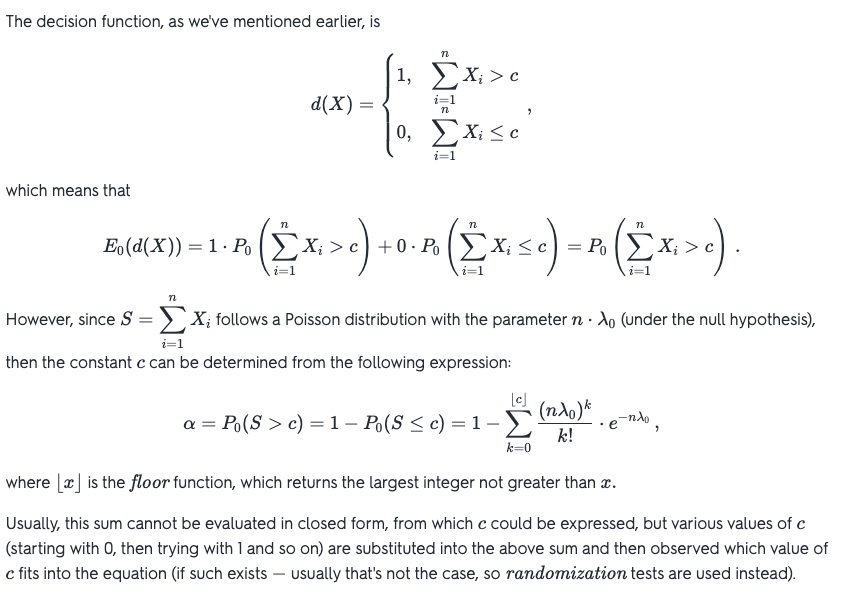 The decision function, as we've mentioned earlier, is
d(X) = { 1, ∑_{i=1}^{n} X_i > c
0, ∑_{i=1}^{n} X_i ≤ c ,
which means that
E_0(d(X)) = 1 · P_0 (∑_{i=1}^{n} X_i > c) + 0 · P_0 (∑_{i=1}^{n} X_i ≤ c) = P_0 (∑_{i=1}^{n} X_i > c) .
However, since S = ∑_{i=1}^{n} X_i follows a Poisson distribution with the parameter n · λ_0 (under the null hypothesis),
then the constant c can be determined from the following expression:
α = P_0(S > c) = 1 − P_0(S ≤ c) = 1 − ∑_{k=0}^{⌊c⌋} (nλ_0)^k / k! · e^{−nλ_0} ,
where ⌊x⌋ is the floor function, which returns the largest integer not greater than x.
Usually, this sum cannot be evaluated in closed form, from which c could be expressed, but various values of c
(starting with 0, then trying with 1 and so on) are substituted into the above sum and then observed which value of
c fits into the equation (if such exists – usually that's not the case, so randomization tests are used instead).